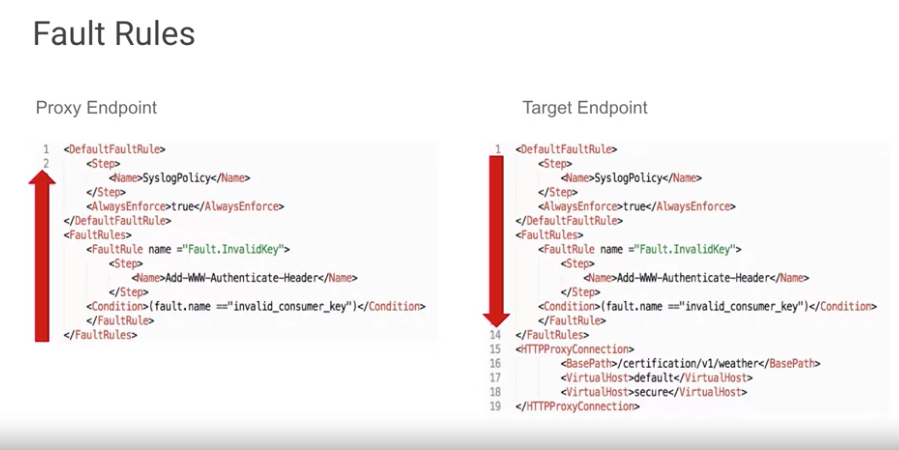 Fault Rules
Proxy Endpoint
1 <DefaultFaultRule>
2 <Step>
<Name>SyslogPolicy</Name>
</Step>
<AlwaysEnforce>true</AlwaysEnforce>
</DefaultFaultRule>
<FaultRules>
<FaultRule name ="Fault.InvalidKey">
<Step>
<Name>Add-WWW-Authenticate-Header</Name>
</Step>
<Condition>(fault.name =="invalid_consumer_key")</Condition>
</FaultRule>
</FaultRules>
Target Endpoint
1 <DefaultFaultRule>
<Step>
<Name>SyslogPolicy</Name>
</Step>
<AlwaysEnforce>true</AlwaysEnforce>
</DefaultFaultRule>
<FaultRules>
<FaultRule name ="Fault.InvalidKey">
<Step>
<Name>Add-WWW-Authenticate-Header</Name>
</Step>
<Condition>(fault.name =="invalid_consumer_key")</Condition>
</FaultRule>
14 </FaultRules>
15 <HTTPProxyConnection>
16 <BasePath>/certification/v1/weather</BasePath>
17 <VirtualHost>default</VirtualHost>
18 <VirtualHost>secure</VirtualHost>
19 </HTTPProxyConnection>